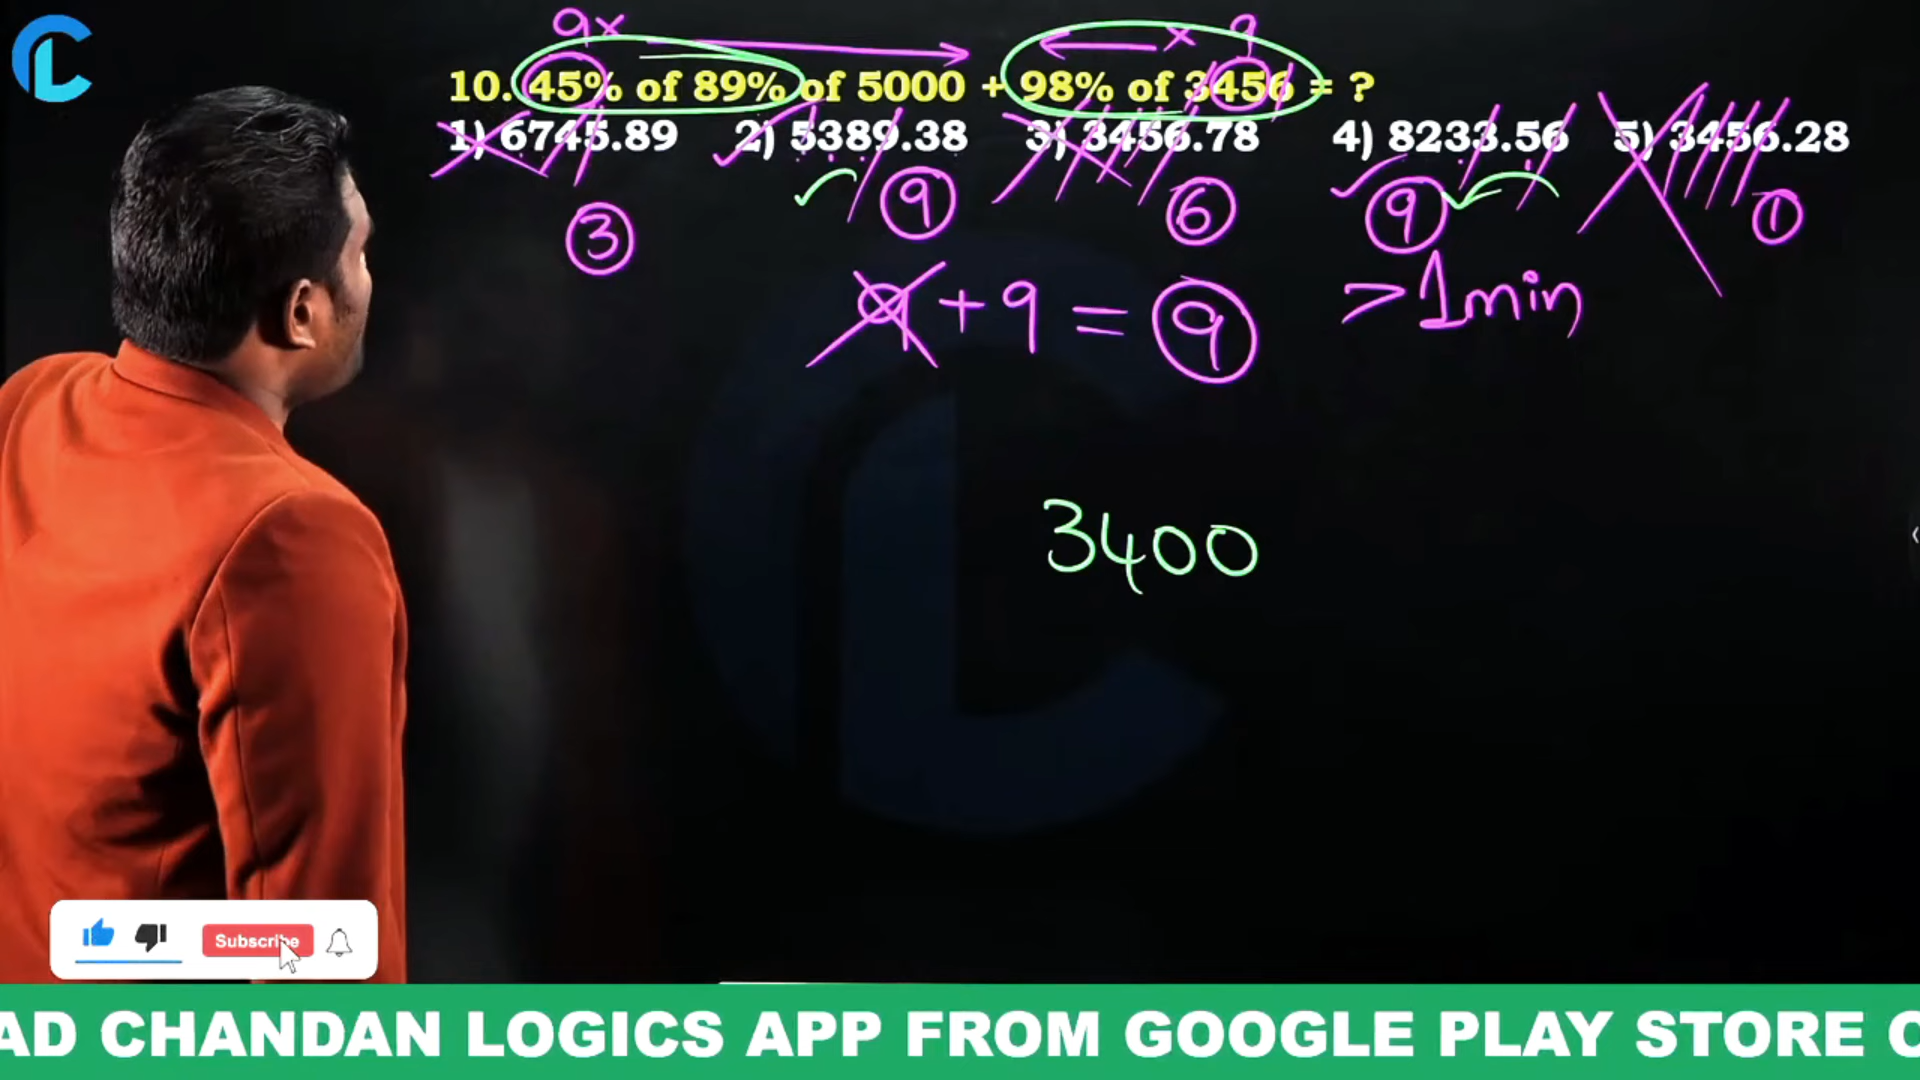 9x
x 9
10. 45% of 89% of 5000 + 98% of 3456 = ?
1) 6745.89 2) 5389.38 3) 3456.78 4) 8233.56 5) 3456.28
3 9 6 9 1
9 + 9 = 9 >1min
3400
Subscribe
AD CHANDAN LOGICS APP FROM GOOGLE PLAY STORE